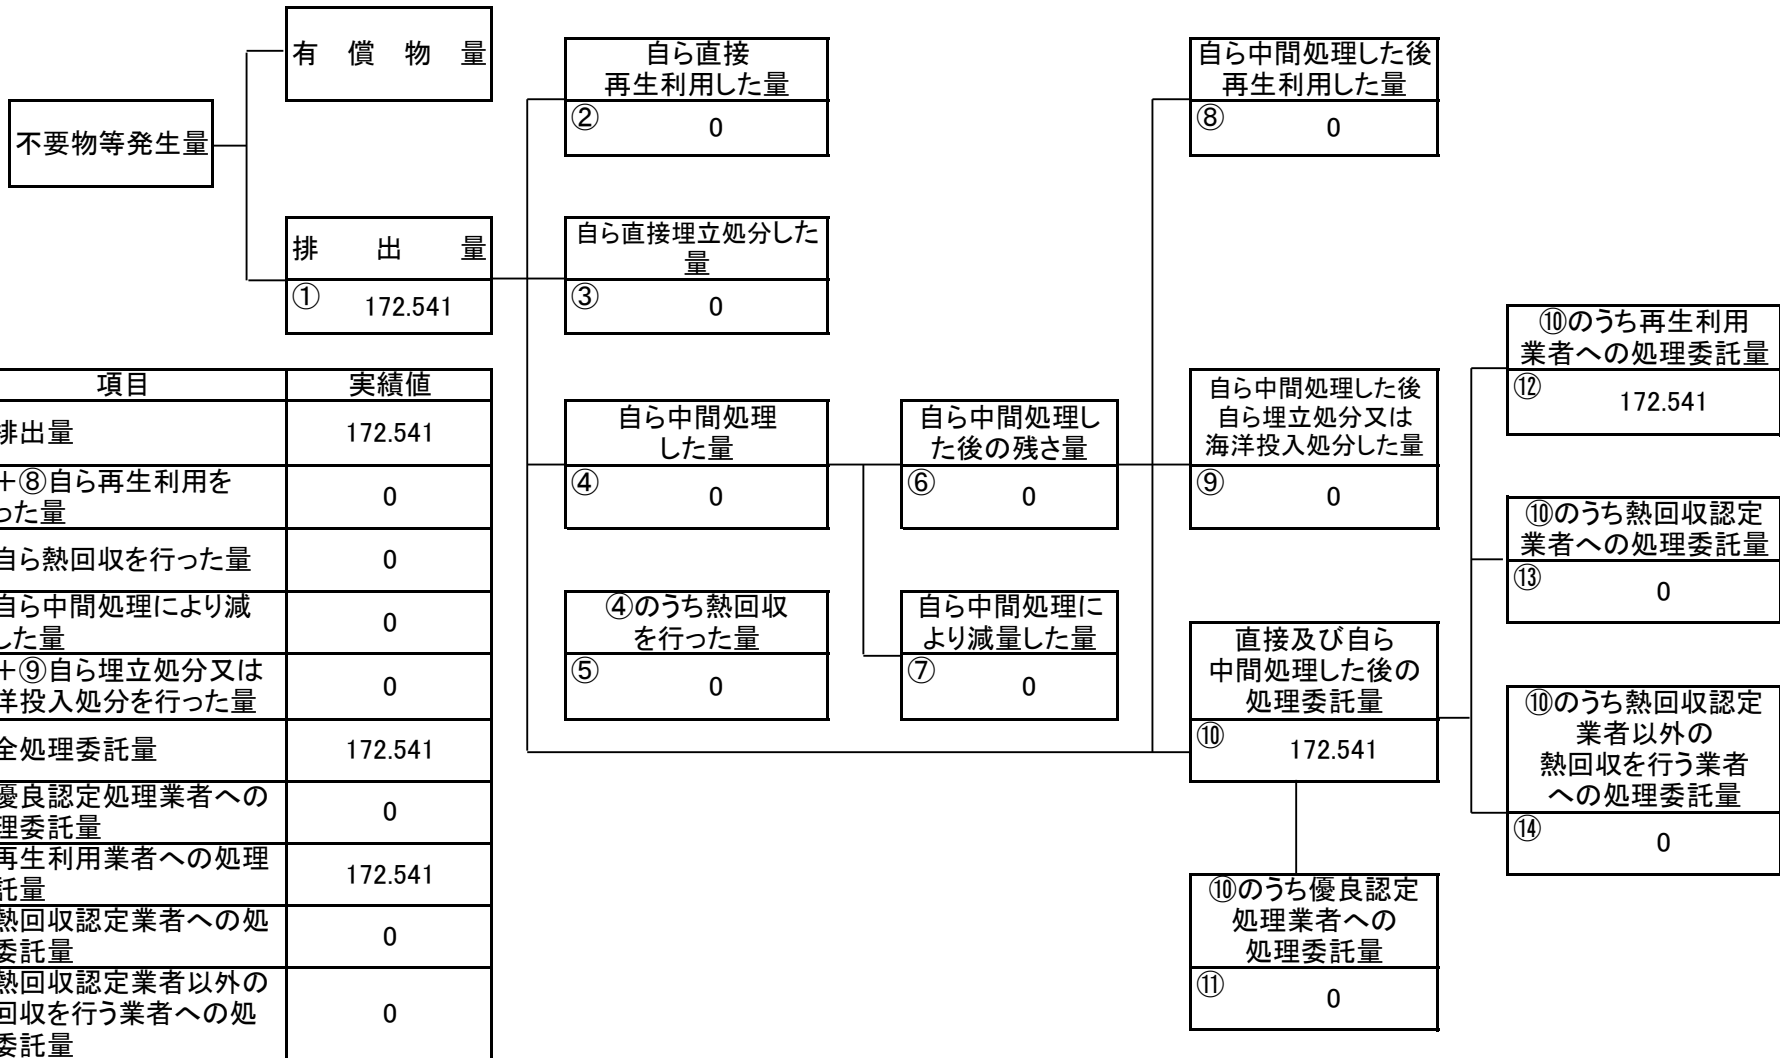 不要物等発生量
有償物量
排出量
① 172.541
自ら直接
再生利用した量
② 0
自ら直接埋立処分した
量
③ 0
自ら中間処理
した量
④ 0
④のうち熱回収
を行った量
⑤ 0
自ら中間処理し
た後の残さ量
⑥ 0
自ら中間処理に
より減量した量
⑦ 0
自ら中間処理した後
再生利用した量
⑧ 0
自ら中間処理した後
自ら埋立処分又は
海洋投入処分した量
⑨ 0
直接及び自ら
中間処理した後の
処理委託量
⑩ 172.541
⑩のうち優良認定
処理業者への
処理委託量
⑪ 0
⑩のうち再生利用
業者への処理委託量
⑫ 172.541
⑩のうち熱回収認定
業者への処理委託量
⑬ 0
⑩のうち熱回収認定
業者以外の
熱回収を行う業者
への処理委託量
⑭ 0
項目 実績値
排出量 172.541
+⑧自ら再生利用を
った量 0
自ら熱回収を行った量 0
自ら中間処理により減
した量 0
+⑨自ら埋立処分又は
洋投入処分を行った量 0
全処理委託量 172.541
優良認定処理業者への
理委託量 0
再生利用業者への処理
託量 172.541
熱回収認定業者への処
委託量 0
熱回収認定業者以外の
回収を行う業者への処
委託量 0